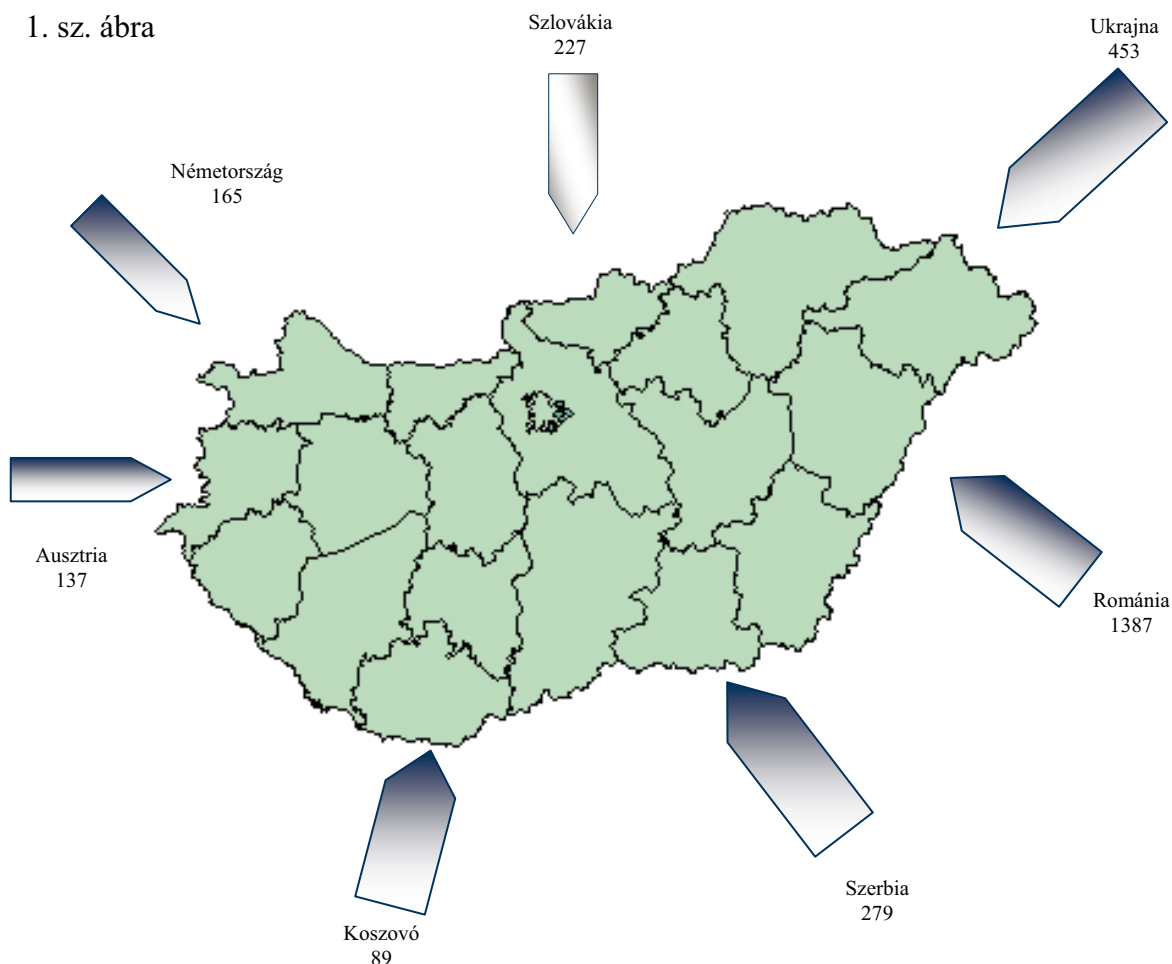 1. sz. ábra
Szlovákia
227
Ukrajna
453
Németország
165
Ausztria
137
Románia
1387
Szerbia
279
Koszovó
89